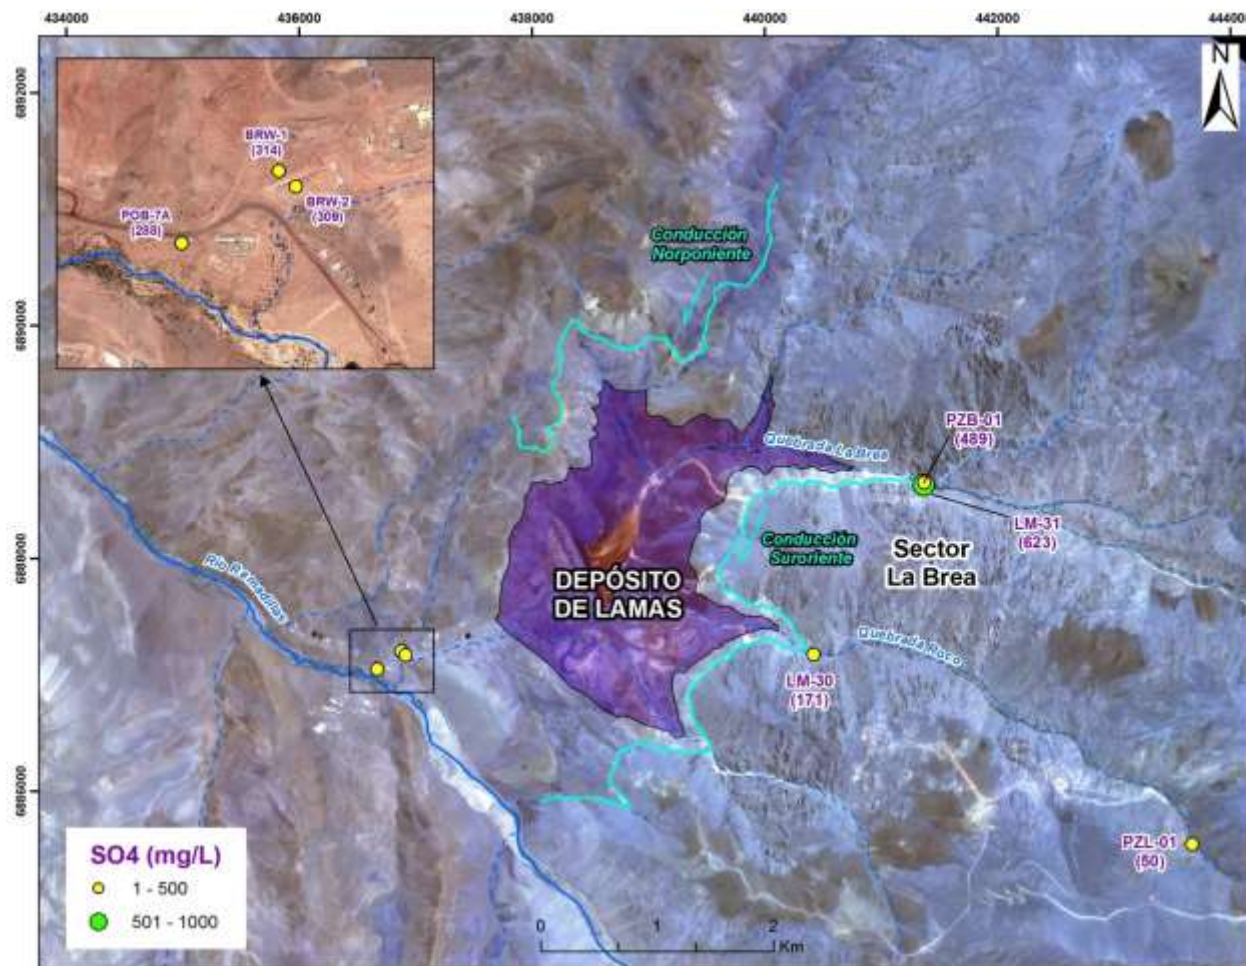 434000 436000 438000 440000 442000 444000
6892000
6890000
6888000
6886000
N
BRW-1
(314)
BRW-2
(309)
POB-7A
(288)
Conducción
Norponiente
PZB-01
(489)
Quebrada La Brea
LM-31
(623)
Conducción
Suroriente
Sector
La Brea
DEPÓSITO
DE LAMAS
Río Ramadillas
Quebrada Roco
LM-30
(171)
PZL-01
(50)
SO4 (mg/L)
1 - 500
501 - 1000
0 1 2
Km